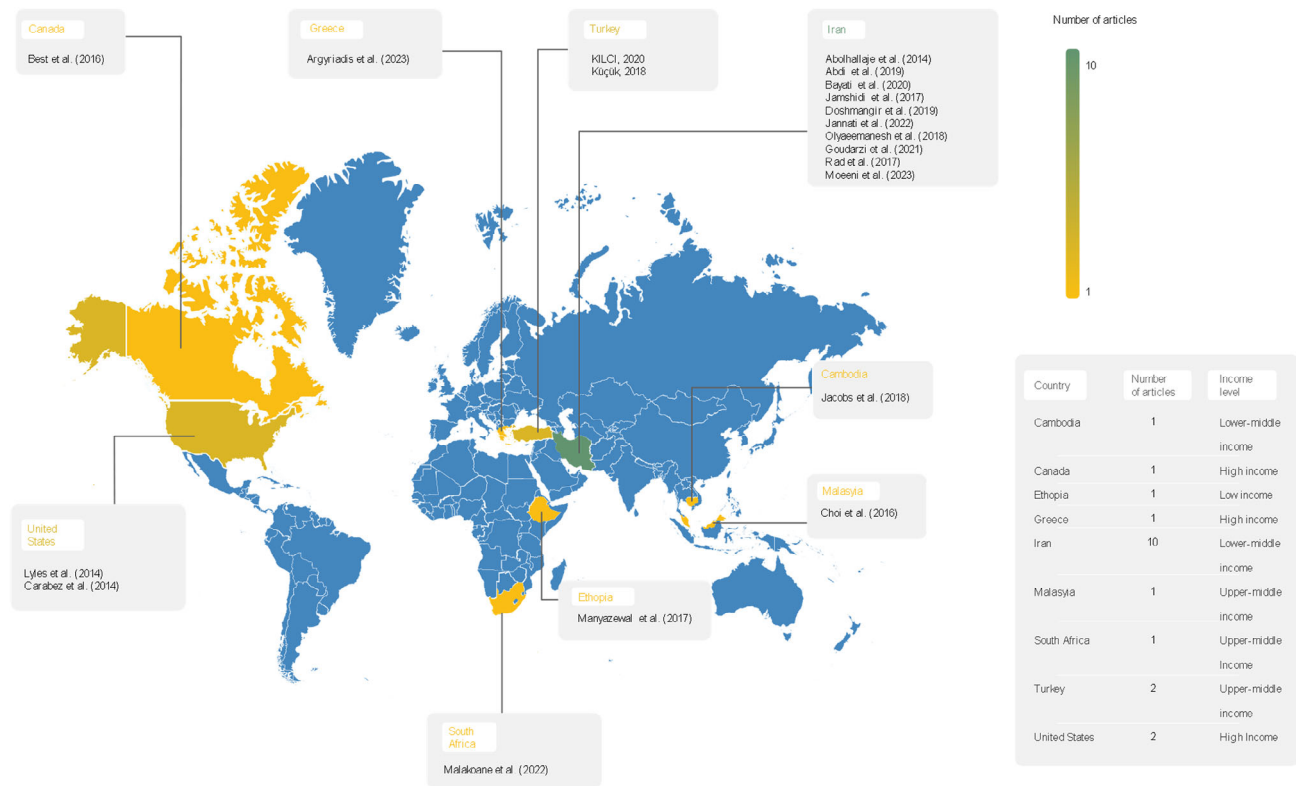 Canada
Best et al. (2016)
Greece
Argyriadis et al. (2023)
Turkey
KILCI, 2020
Küçük, 2018
Iran
Abolhallaje et al. (2014)
Abdi et al. (2019)
Bayati et al. (2020)
Jamshidi et al. (2017)
Doshmangir et al. (2019)
Jannati et al. (2022)
Olyaeemanesh et al. (2018)
Goudarzi et al. (2021)
Rad et al. (2017)
Moeeni et al. (2023)
Number of articles
10
1
Cambodia
Jacobs et al. (2018)
Malasyia
Choi et al. (2016)
United
States
Lyles et al. (2014)
Carabez et al. (2014)
Ethopia
Manyazewal et al. (2017)
South
Africa
Malakoane et al. (2022)
Country
Number
of articles
Income
level
Cambodia 1 Lower-middle
income
Canada 1 High income
Ethopia 1 Low income
Greece 1 High income
Iran 10 Lower-middle
income
Malasyia 1 Upper-middle
income
South Africa 1 Upper-middle
Income
Turkey 2 Upper-middle
income
United States 2 High Income